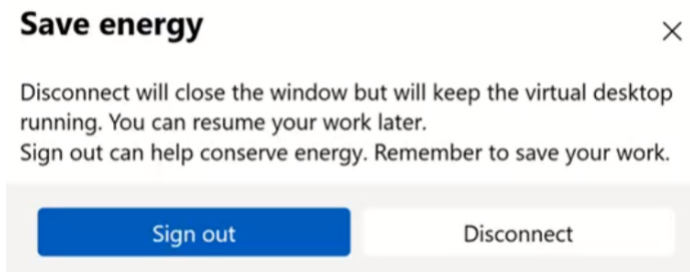 Save energy
Disconnect will close the window but will keep the virtual desktop
running. You can resume your work later.
Sign out can help conserve energy. Remember to save your work.
Sign out
Disconnect